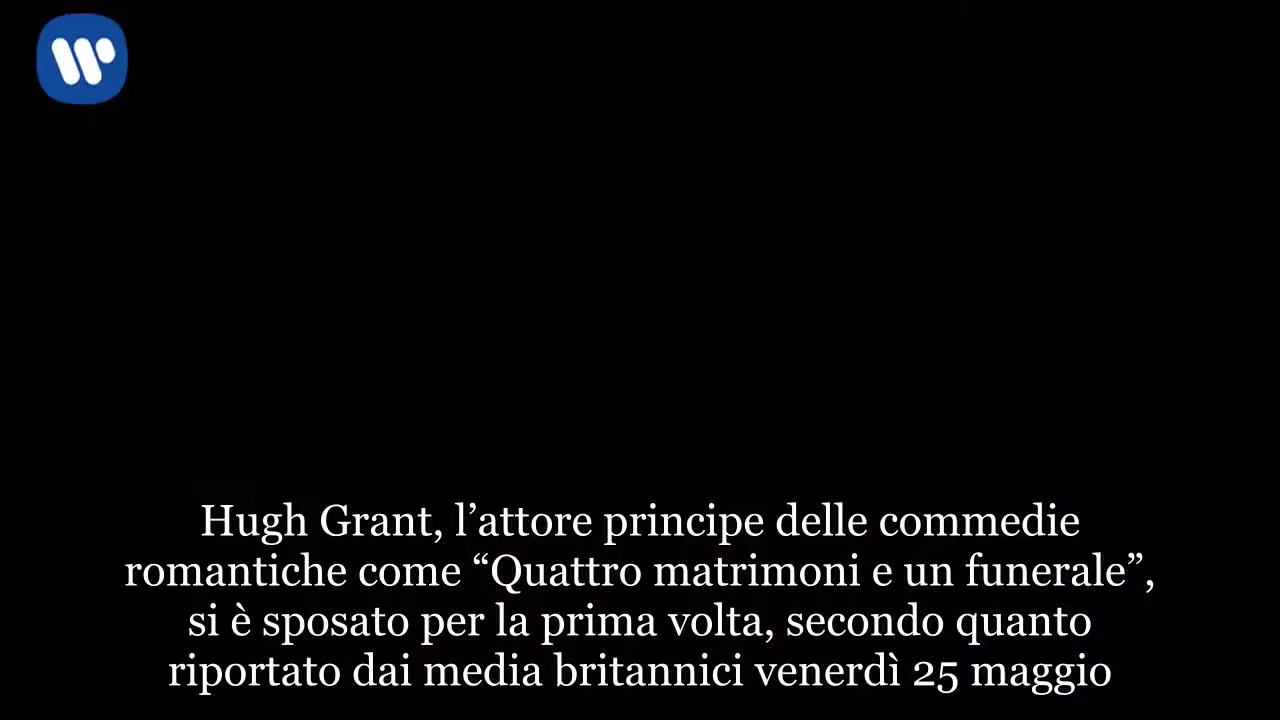 Hugh Grant, l’attore principe delle commedie
romantiche come “Quattro matrimoni e un funerale”,
si è sposato per la prima volta, secondo quanto
riportato dai media britannici venerdì 25 maggio